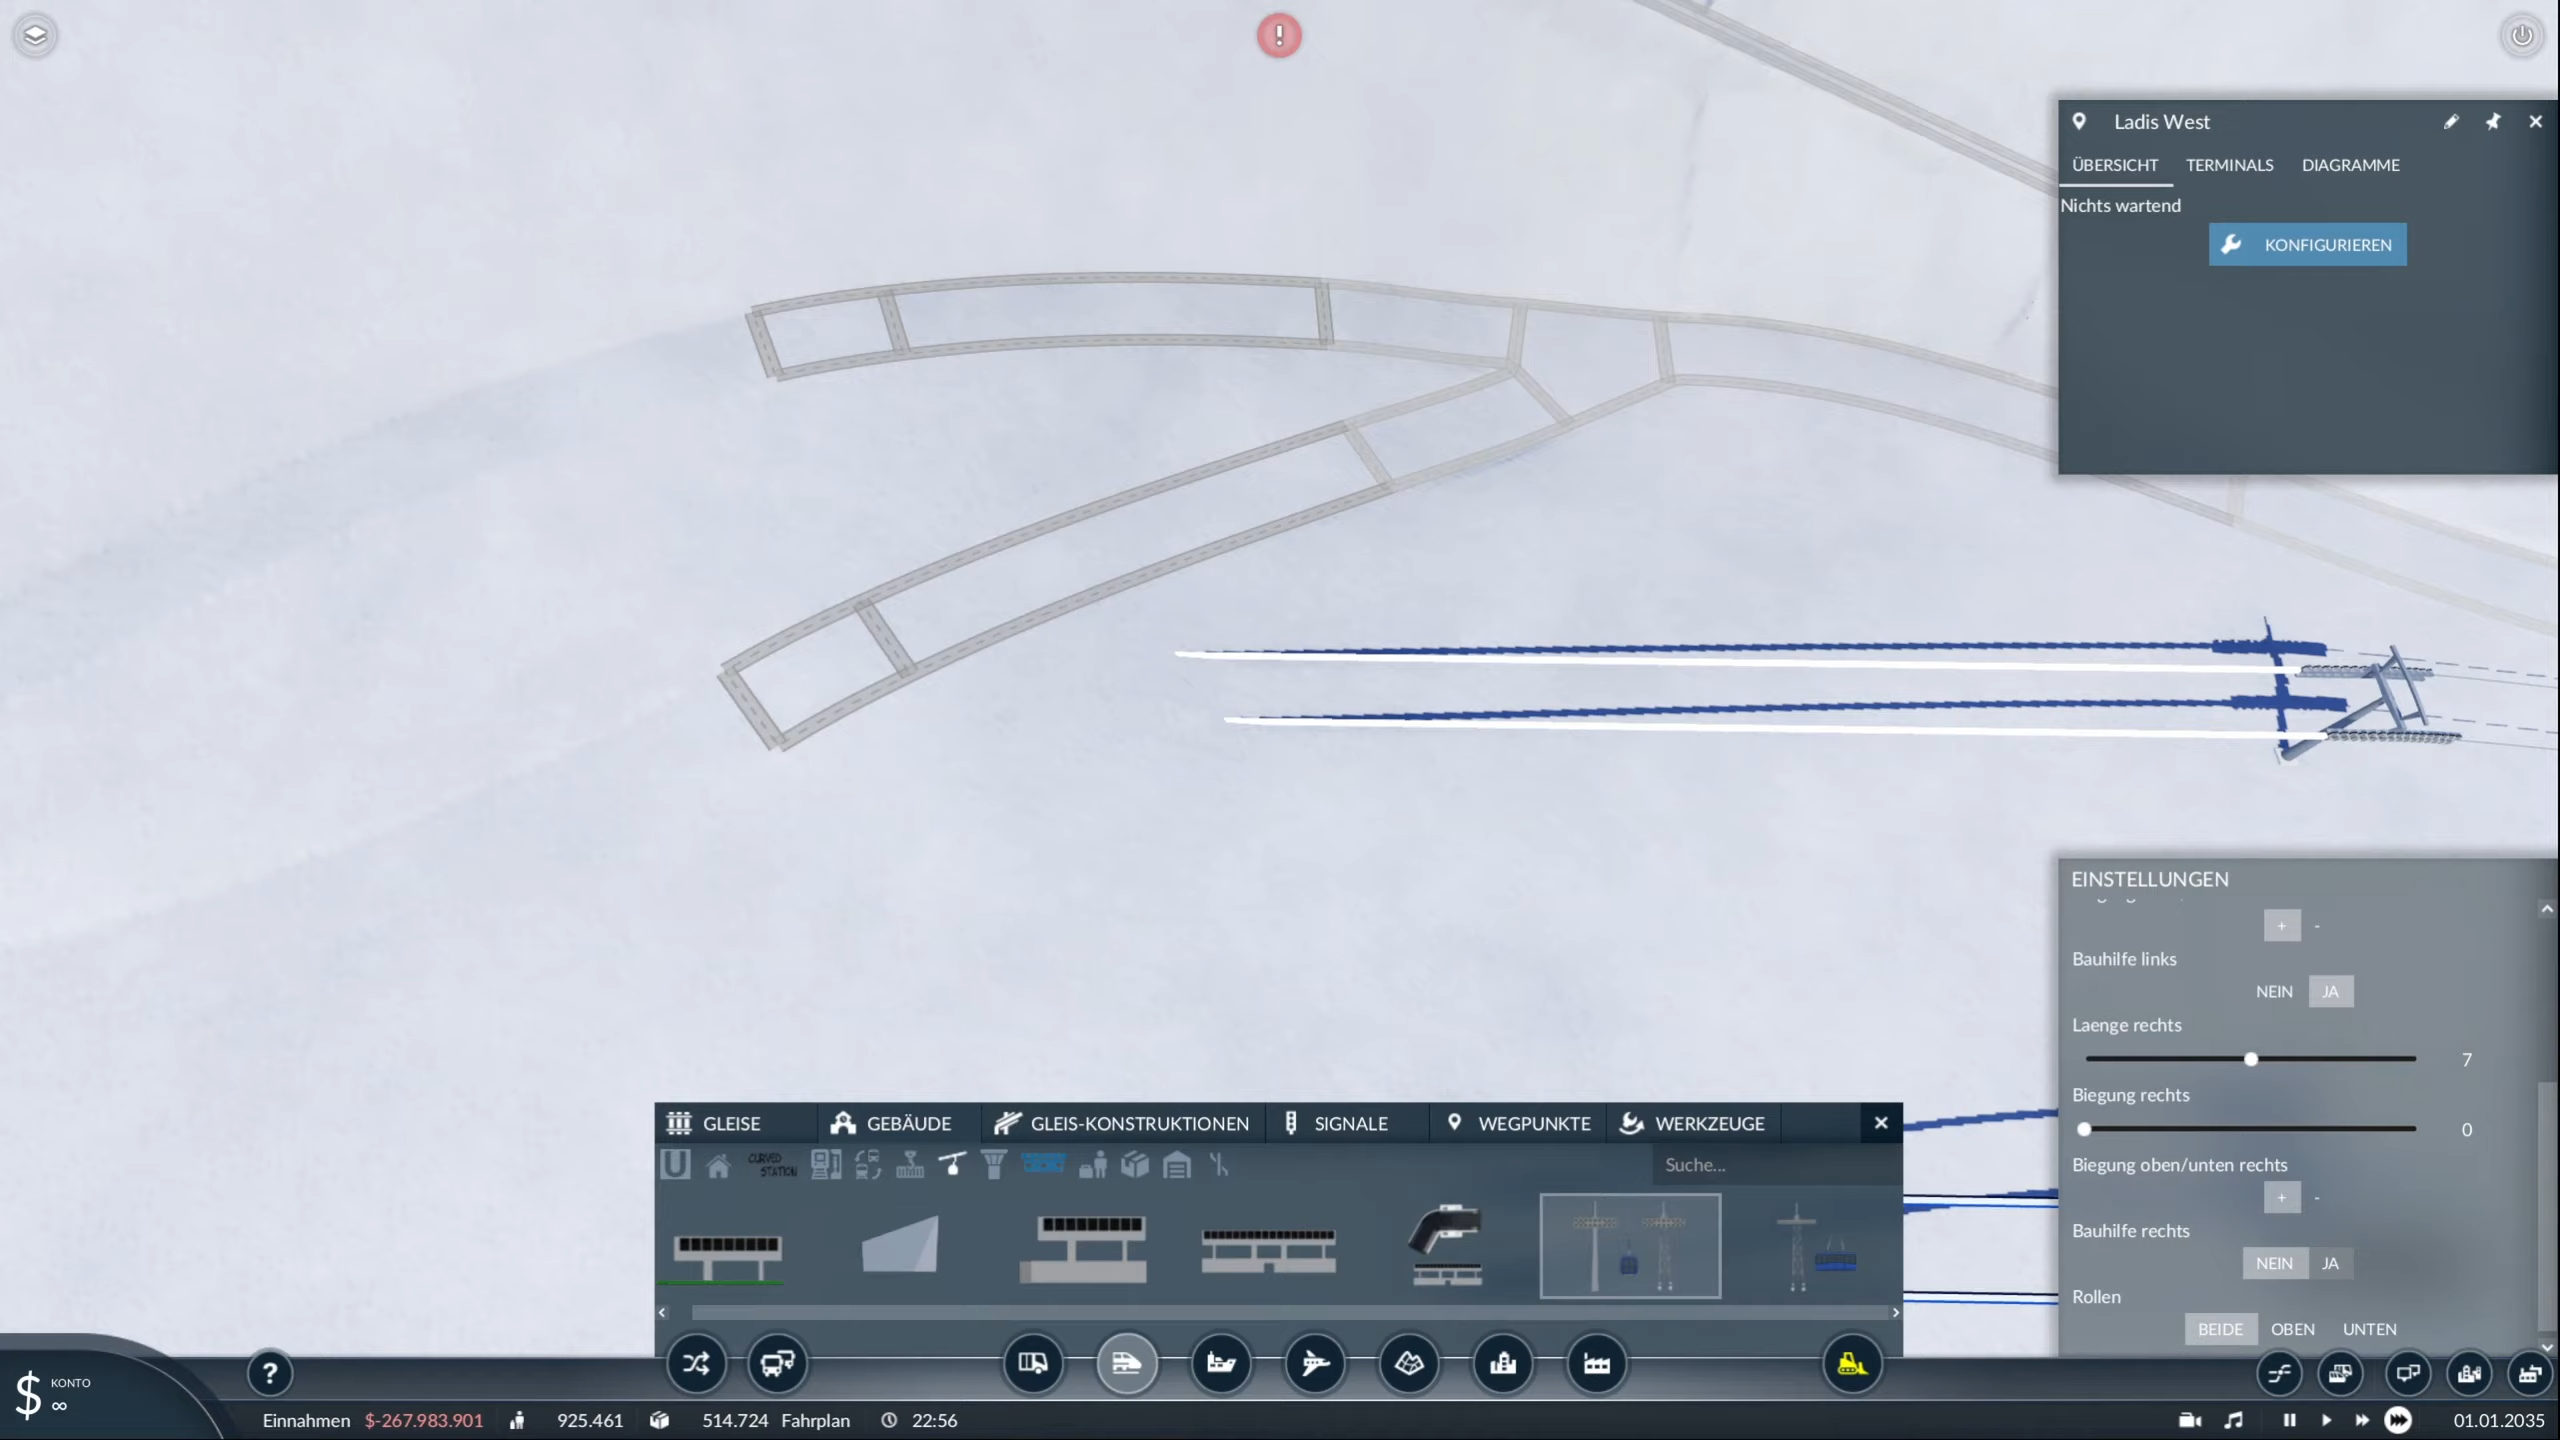 Ladis West
ÜBERSICHT TERMINALS DIAGRAMME
Nichts wartend
KONFIGURIEREN
EINSTELLUNGEN
+ -
Bauhilfe links
NEIN JA
Laenge rechts
7
Biegung rechts
0
Biegung oben/unten rechts
+ -
Bauhilfe rechts
NEIN JA
Rollen
BEIDE OBEN UNTEN
GLEISE GEBÄUDE GLEIS-KONSTRUKTIONEN SIGNALE WEGPUNKTE WERKZEUGE
U CURVED STATION Suche...
$ KONTO
∞
?
Einnahmen $-267.983.901 925.461 514.724 Fahrplan 22:56 01.01.2035